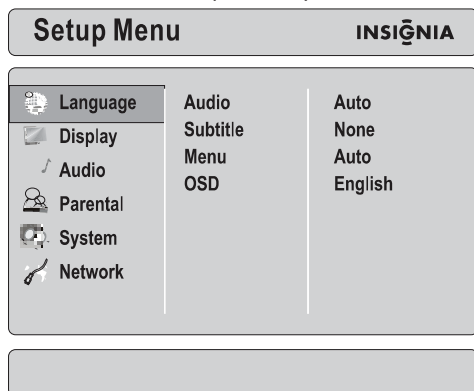 Setup Menu
INSIGNIA
Language
Display
Audio
Parental
System
Network
Audio Auto
Subtitle None
Menu Auto
OSD English